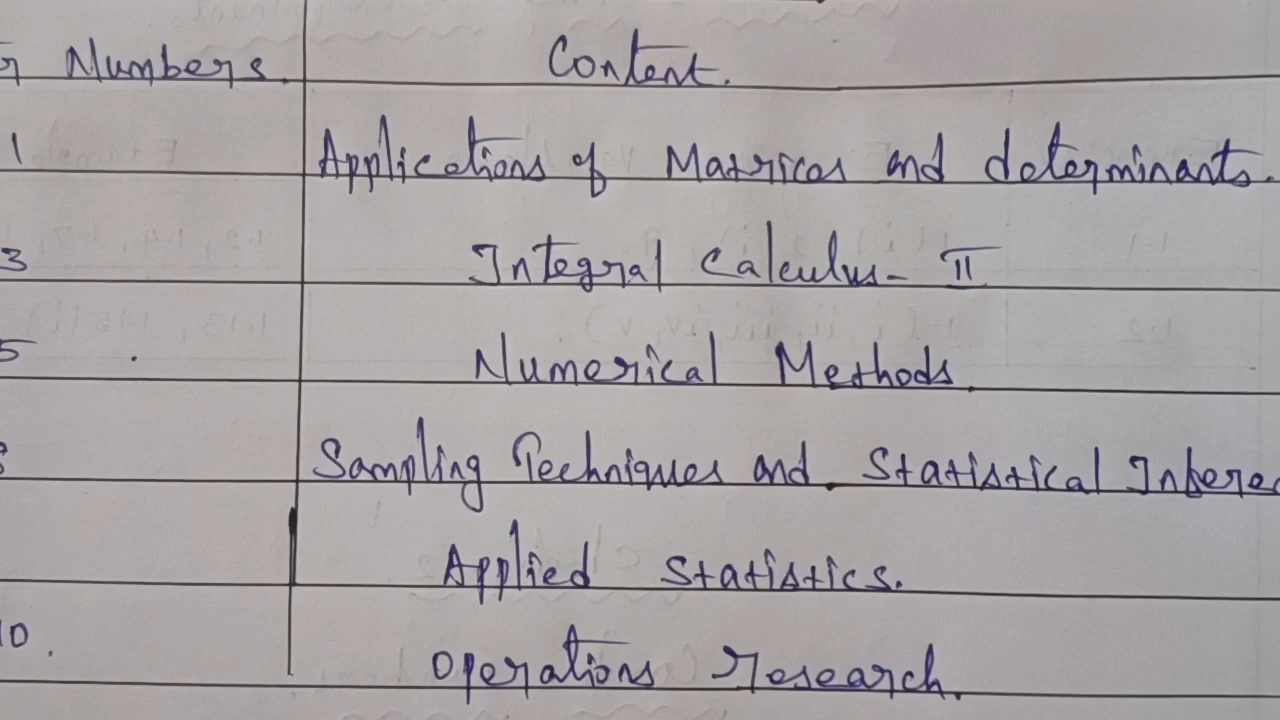 Numbers. Content.
1 Applications of Matrices and determinants.
3 Integral Calculus - II
5 Numerical Methods.
Sampling Techniques and Statistical
Applied Statistics.
10. Operations research.